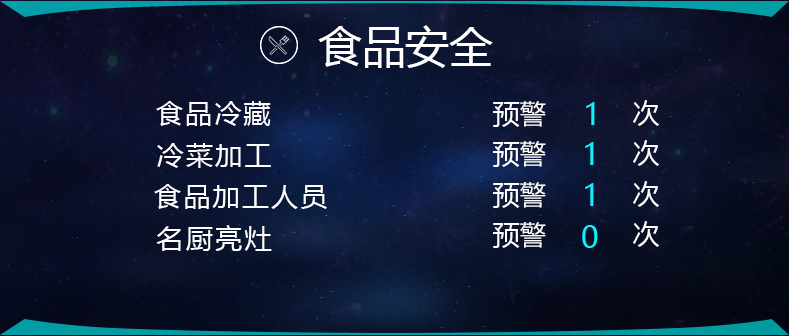 食品安全
食品冷藏 预警 1 次
冷菜加工 预警 1 次
食品加工人员 预警 1 次
名厨亮灶 预警 0 次